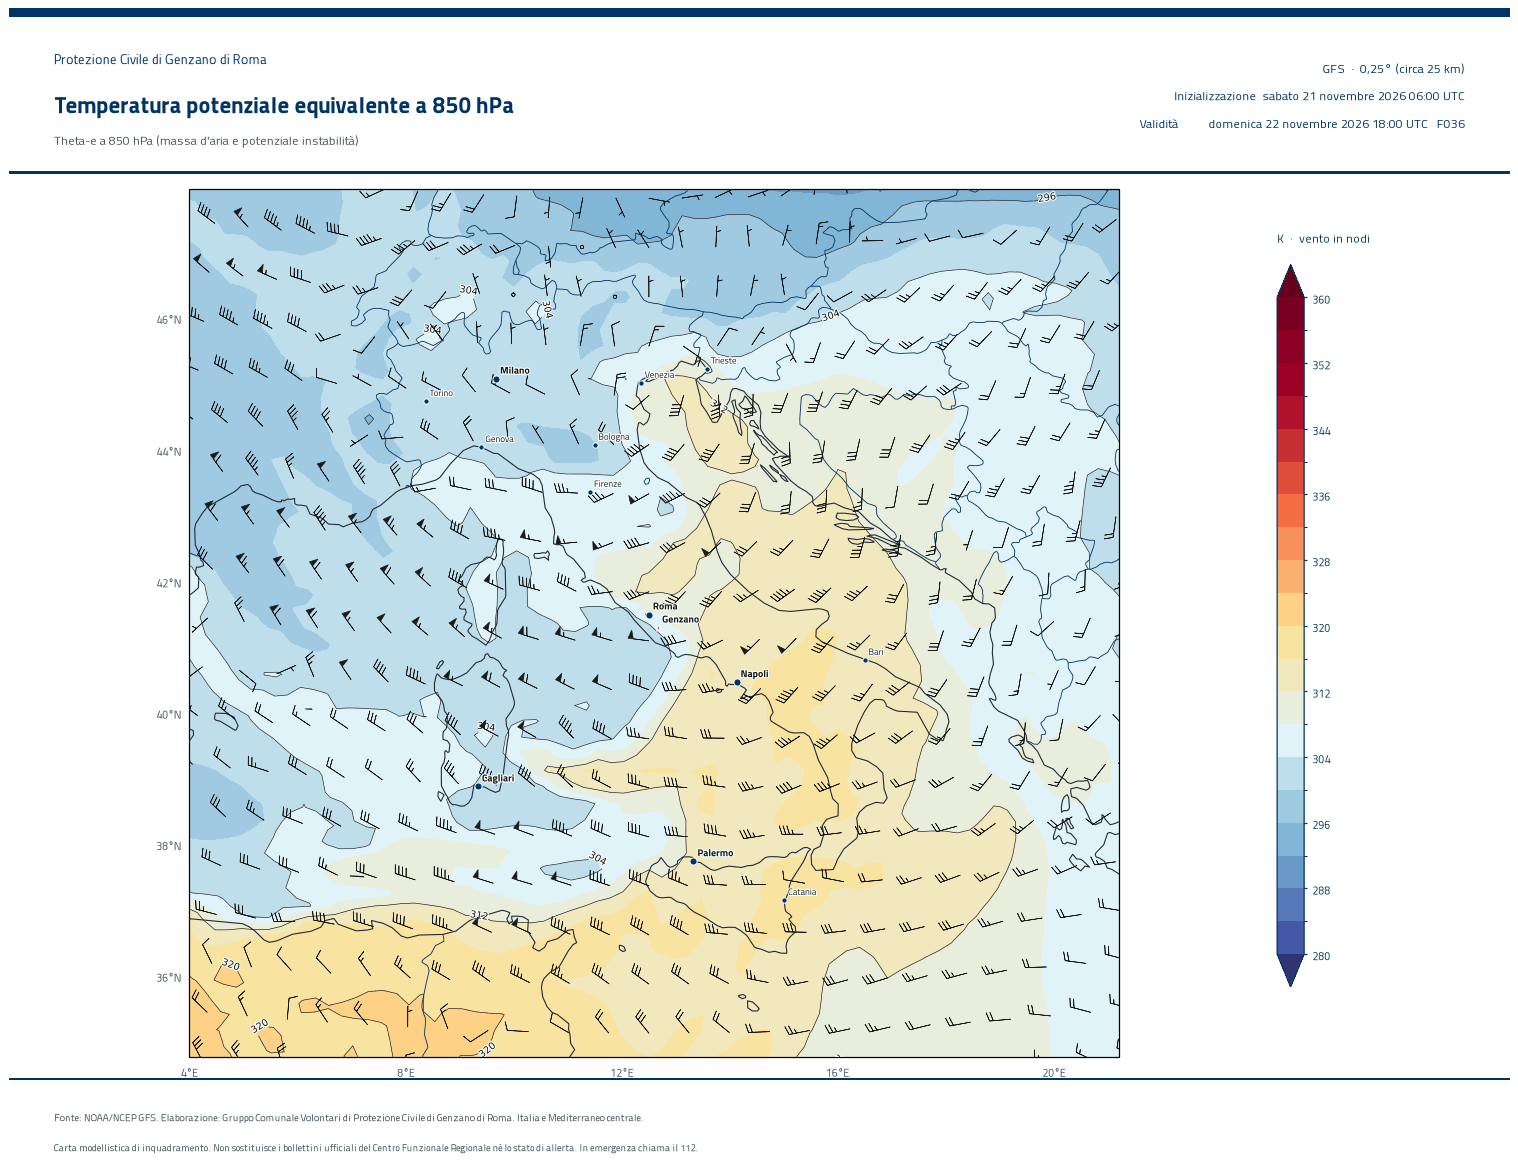 Protezione Civile di Genzano di Roma
Temperatura potenziale equivalente a 850 hPa
Theta-e a 850 hPa (massa d'aria e potenziale instabilità)
GFS · 0,25° (circa 25 km)
Inizializzazione sabato 21 novembre 2026 06:00 UTC
Validità domenica 22 novembre 2026 18:00 UTC F036
K · vento in nodi
360
352
344
336
328
320
312
304
296
288
280
46°N
44°N
42°N
40°N
38°N
36°N
4°E
8°E
12°E
16°E
20°E
296
304
304
304
304
Trieste
Venezia
Milano
Torino
Genova
Bologna
Firenze
Roma
Genzano
Bari
Napoli
304
Cagliari
304
Palermo
Catania
312
320
320
320
Fonte: NOAA/NCEP GFS. Elaborazione: Gruppo Comunale Volontari di Protezione Civile di Genzano di Roma. Italia e Mediterraneo centrale.
Carta modellistica di inquadramento. Non sostituisce i bollettini ufficiali del Centro Funzionale Regionale né lo stato di allerta. In emergenza chiama il 112.